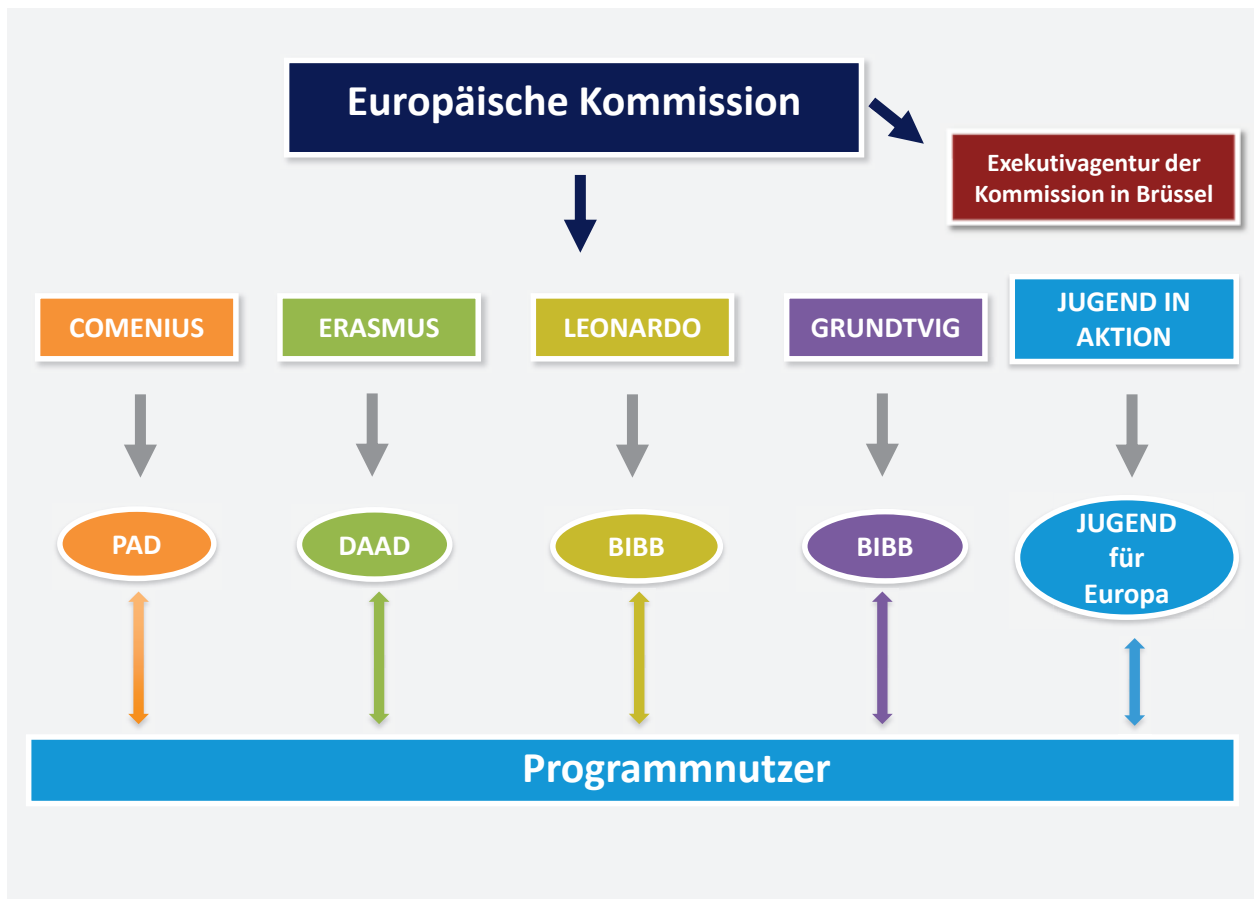 Europäische Kommission
Exekutivagentur der
Kommission in Brüssel
COMENIUS
ERASMUS
LEONARDO
GRUNDTVIG
JUGEND IN
AKTION
PAD
DAAD
BIBB
BIBB
JUGEND
für
Europa
Programmnutzer